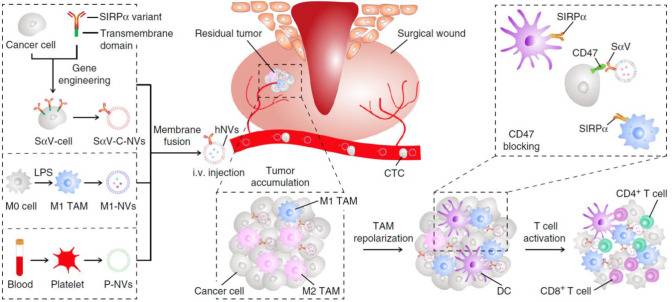 SIRPα variant
Cancer cell
Transmembrane
domain
Gene
engineering
SαV-cell
SαV-C-NVs
LPS
M0 cell
M1 TAM
M1-NVs
Blood
Platelet
P-NVs
Membrane
fusion
hNVs
i.v. injection
Residual tumor
Surgical wound
CTC
Tumor
accumulation
M1 TAM
Cancer cell
M2 TAM
TAM
repolarization
DC
T cell
activation
CD4+ T cell
CD8+ T cell
SIRPα
CD47
SαV
SIRPα
CD47
blocking